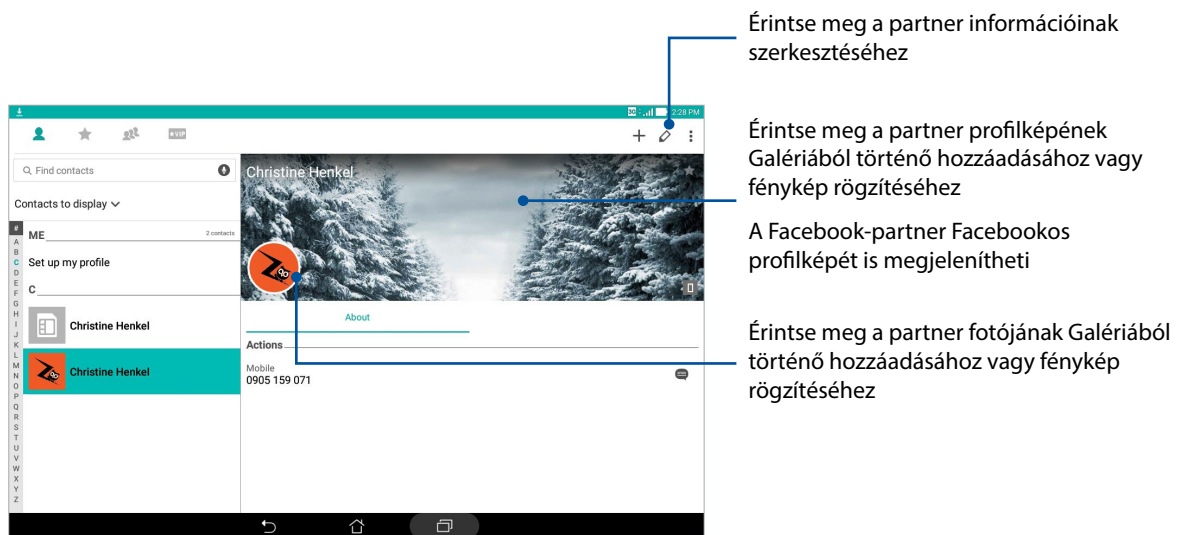 Érintse meg a partner információinak
szerkesztéséhez
2:28 PM
VIP
Find contacts
Christine Henkel
Contacts to display
Érintse meg a partner profilképének
Galériából történő hozzáadásához vagy
fénykép rögzítéséhez
A Facebook-partner Facebookos
profilképét is megjelenítheti
#
A
B
C
D
E
F
G
H
I
J
K
L
M
N
O
P
Q
R
S
T
U
V
W
X
Y
Z
ME 2 contacts
Set up my profile
C
Christine Henkel
Christine Henkel
About
Actions
Mobile
0905 159 071
Érintse meg a partner fotójának Galériából
történő hozzáadásához vagy fénykép
rögzítéséhez